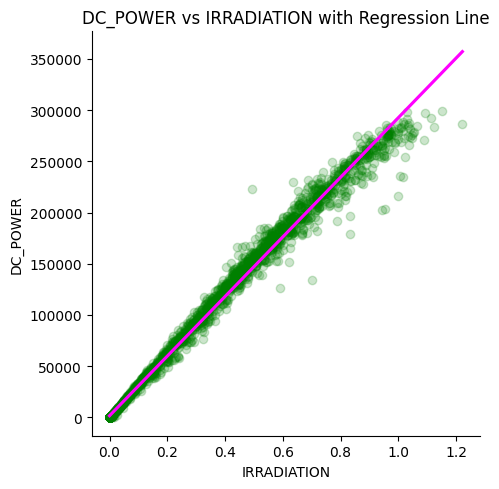 DC_POWER vs IRRADIATION with Regression Line
350000
300000
250000
200000
150000
100000
50000
0
DC_POWER
0.0 0.2 0.4 0.6 0.8 1.0 1.2
IRRADIATION